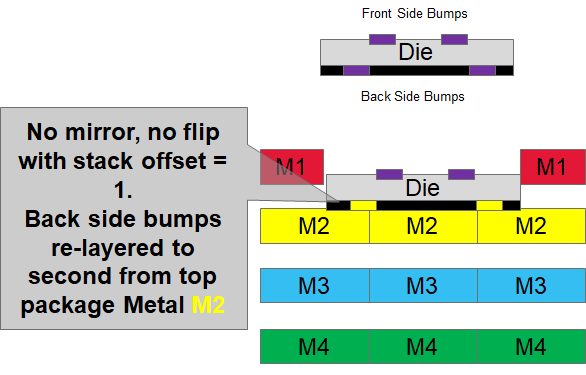 Front Side Bumps
Die
Back Side Bumps
No mirror, no flip
with stack offset =
1.
Back side bumps
re-layered to
second from top
package Metal M2
M1 M1
Die
M2 M2 M2
M3 M3 M3
M4 M4 M4